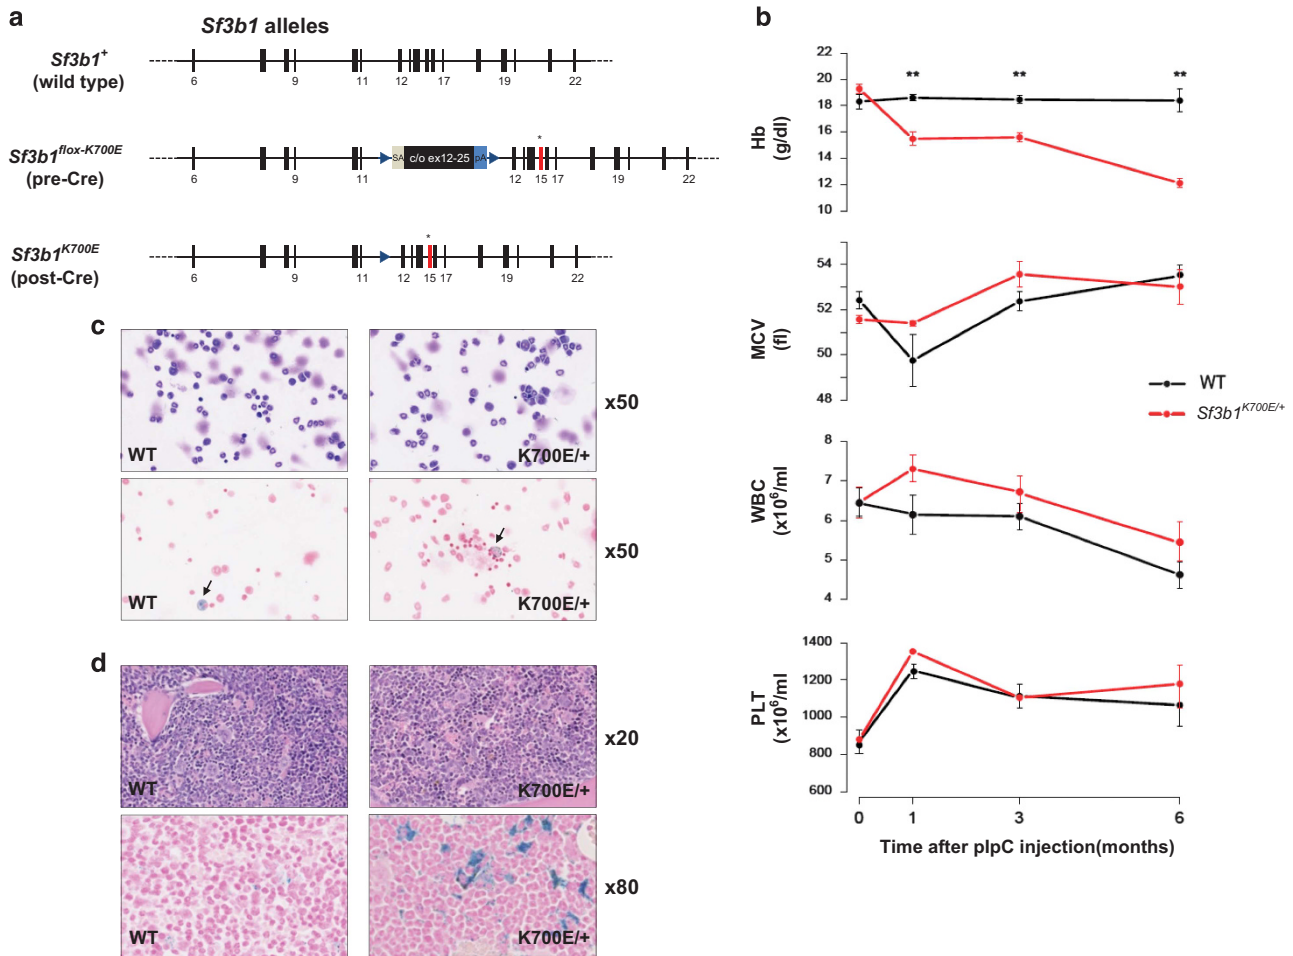 a
Sf3b1 alleles
Sf3b1+
(wild type)
6 9 11 12 17 19 22
Sf3b1flox-K700E
(pre-Cre)
*
SA c/o ex12-25 pA
6 9 11 12 15 17 19 22
Sf3b1K700E
(post-Cre)
*
6 9 11 12 15 17 19 22
b
Hb
(g/dl)
22
20
18
16
14
12
10
** ** **
MCV
(fl)
54
52
50
48
WT
Sf3b1K700E/+
WBC
(x10^6/ml)
8
7
6
5
4
PLT
(x10^6/ml)
1400
1200
1000
800
600
0 1 3 6
Time after pIpC injection(months)
c
WT
K700E/+
x50
WT
K700E/+
x50
d
WT
K700E/+
x20
WT
K700E/+
x80